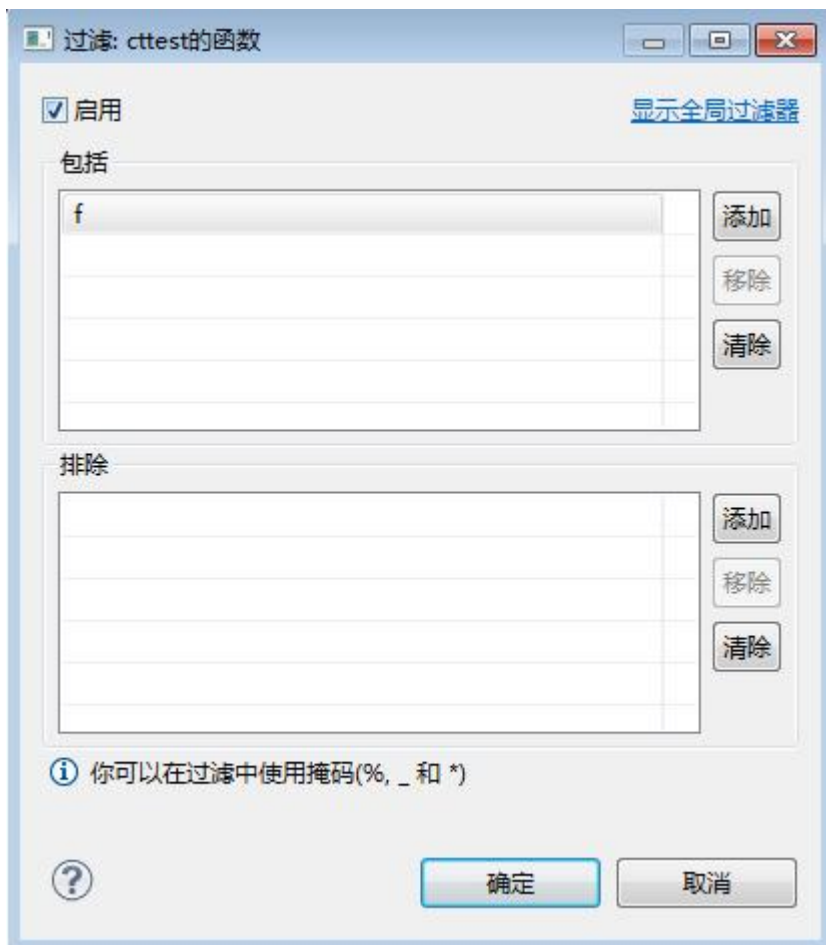 过滤: cttest的函数
启用
显示全局过滤器
包括
f
添加
移除
清除
排除
添加
移除
清除
你可以在过滤中使用掩码(%, _ 和 *)
确定
取消